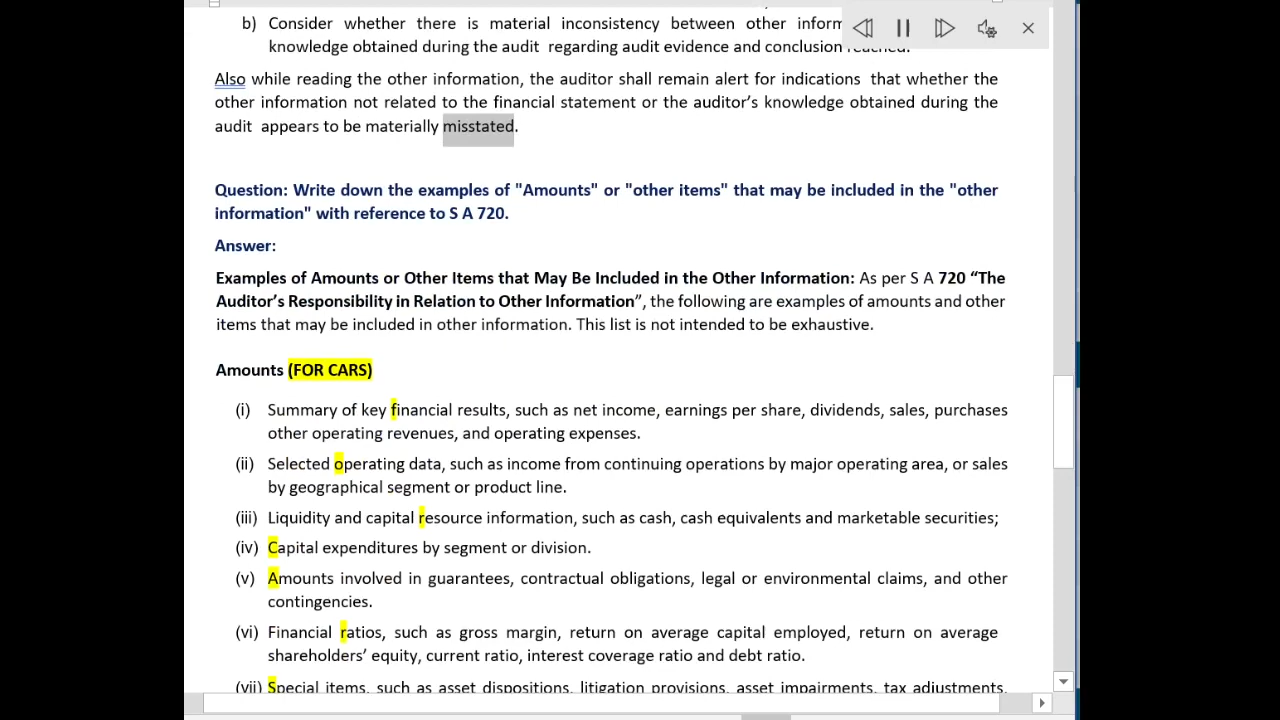 b) Consider whether there is material inconsistency between other
knowledge obtained during the audit regarding audit evidence and conclusion reached.
Also while reading the other information, the auditor shall remain alert for indications that whether the
other information not related to the financial statement or the auditor's knowledge obtained during the
audit appears to be materially misstated.
Question: Write down the examples of "Amounts" or "other items" that may be included in the "other
information" with reference to S A 720.
Answer:
Examples of Amounts or Other Items that May Be Included in the Other Information: As per S A 720 “The
Auditor's Responsibility in Relation to Other Information”, the following are examples of amounts and other
items that may be included in other information. This list is not intended to be exhaustive.
Amounts (FOR CARS)
(i) Summary of key financial results, such as net income, earnings per share, dividends, sales, purchases
other operating revenues, and operating expenses.
(ii) Selected operating data, such as income from continuing operations by major operating area, or sales
by geographical segment or product line.
(iii) Liquidity and capital resource information, such as cash, cash equivalents and marketable securities;
(iv) Capital expenditures by segment or division.
(v) Amounts involved in guarantees, contractual obligations, legal or environmental claims, and other
contingencies.
(vi) Financial ratios, such as gross margin, return on average capital employed, return on average
shareholders’ equity, current ratio, interest coverage ratio and debt ratio.
(vii) Special items, such as asset dispositions, litigation provisions, asset impairments, tax adjustments,